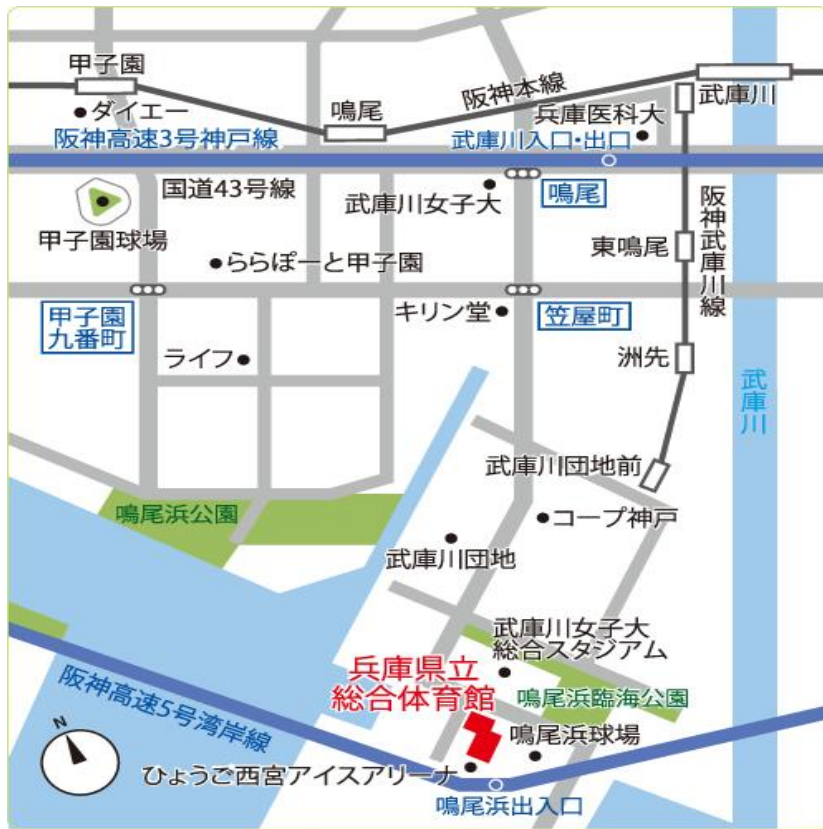 甲子園
ダイエー
鳴尾
阪神本線
武庫川
兵庫医科大
阪神高速3号神戸線
武庫川入口・出口
国道43号線
武庫川女子大
鳴尾
甲子園球場
東鳴尾
阪神武庫川線
ららぽーと甲子園
甲子園
九番町
キリン堂
笠屋町
ライフ
洲先
武庫川
武庫川団地前
鳴尾浜公園
コープ神戸
武庫川団地
武庫川女子大
総合スタジアム
兵庫県立
総合体育館
鳴尾浜臨海公園
阪神高速5号湾岸線
N
鳴尾浜球場
ひょうご西宮アイスアリーナ
鳴尾浜出入口